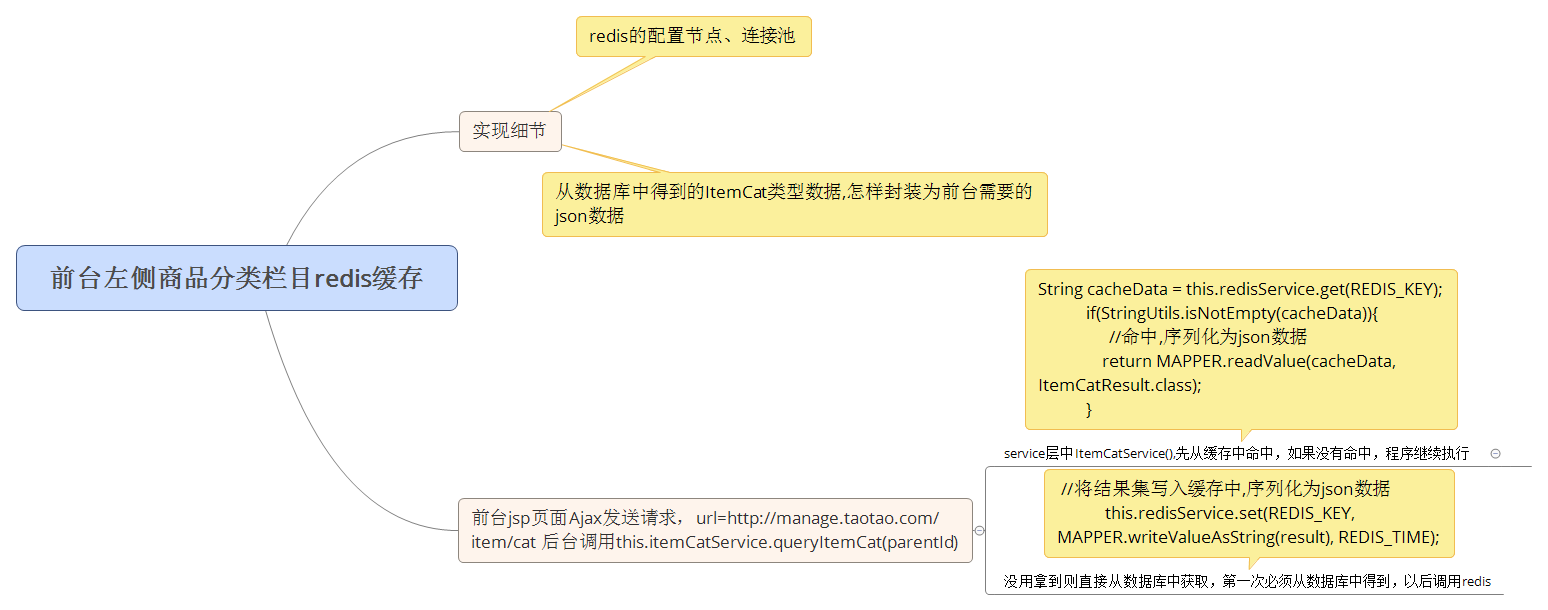 redis的配置节点、连接池
实现细节
从数据库中得到的ItemCat类型数据,怎样封装为前台需要的
json数据
前台左侧商品分类栏目redis缓存
String cacheData = this.redisService.get(REDIS_KEY);
if(StringUtils.isNotEmpty(cacheData)){
//命中,序列化为json数据
return MAPPER.readValue(cacheData,
ItemCatResult.class);
}
service层中ItemCatService(),先从缓存中命中，如果没有命中，程序继续执行
前台jsp页面Ajax发送请求，url=http://manage.taotao.com/
item/cat 后台调用this.itemCatService.queryItemCat(parentId)
//将结果集写入缓存中,序列化为json数据
this.redisService.set(REDIS_KEY,
MAPPER.writeValueAsString(result), REDIS_TIME);
没用拿到则直接从数据库中获取，第一次必须从数据库中得到，以后调用redis